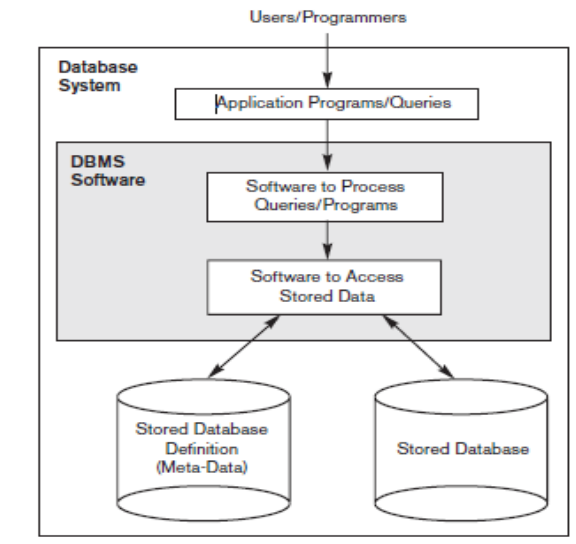 Users/Programmers
Database
System
Application Programs/Queries
DBMS
Software
Software to Process
Queries/Programs
Software to Access
Stored Data
Stored Database
Definition
(Meta-Data)
Stored Database